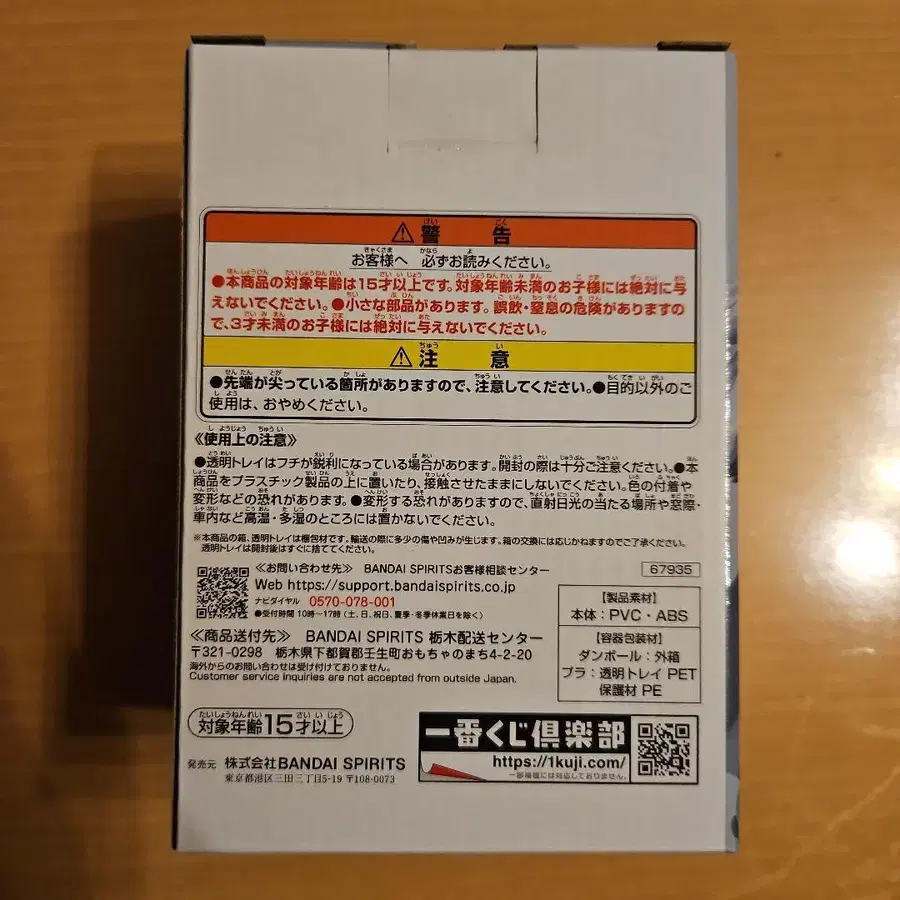 ⚠ 警告
お客様へ 必ずお読みください。
●本商品の対象年齢は15才以上です。対象年齢未満のお子様には絶対に与
えないでください。●小さな部品があります。誤飲・窒息の危険がありますの
で、3才未満のお子様には絶対に与えないでください。
⚠ 注意
●先端が尖っている箇所がありますので、注意してください。●目的以外のご
使用は、おやめください。
《使用上の注意》
●透明トレイはフチが鋭利になっている場合があります。開封の際は十分ご注意ください。●本
商品をプラスチック製品の上に置いたり、接触させたままにしないでください。色の付着や
変形などの恐れがあります。●変形する恐れがありますので、直射日光の当たる場所や窓際・
車内など高温・多湿のところには置かないでください。
※本商品の箱、透明トレイは梱包材です。輸送の際に多少の傷や凹みが生じます。箱の交換には応じかねますのでご了承ください。
透明トレイは開封後はすぐに捨ててください。
≪お問い合わせ先≫ BANDAI SPIRITSお客様相談センター
67935
Web https://support.bandaispirits.co.jp
ナビダイヤル 0570-078-001
●受付時間 10時~17時(土、日、祝日、夏季・冬季休業日を除く)
≪商品送付先≫ BANDAI SPIRITS 栃木配送センター
〒321-0298 栃木県下都賀郡壬生町おもちゃのまち4-2-20
海外からのお問い合わせは受け付けておりません。
Customer service inquiries are not accepted from outside Japan.
【製品素材】
本体:PVC・ABS
【容器包装材】
ダンボール:外箱
プラ:透明トレイ PET
保護材 PE
対象年齢15才以上
発売元 株式会社BANDAI SPIRITS
東京都港区三田三丁目5-19 〒108-0073
一番くじ倶楽部
https://1kuji.com/
一部機種には対応しておりません。